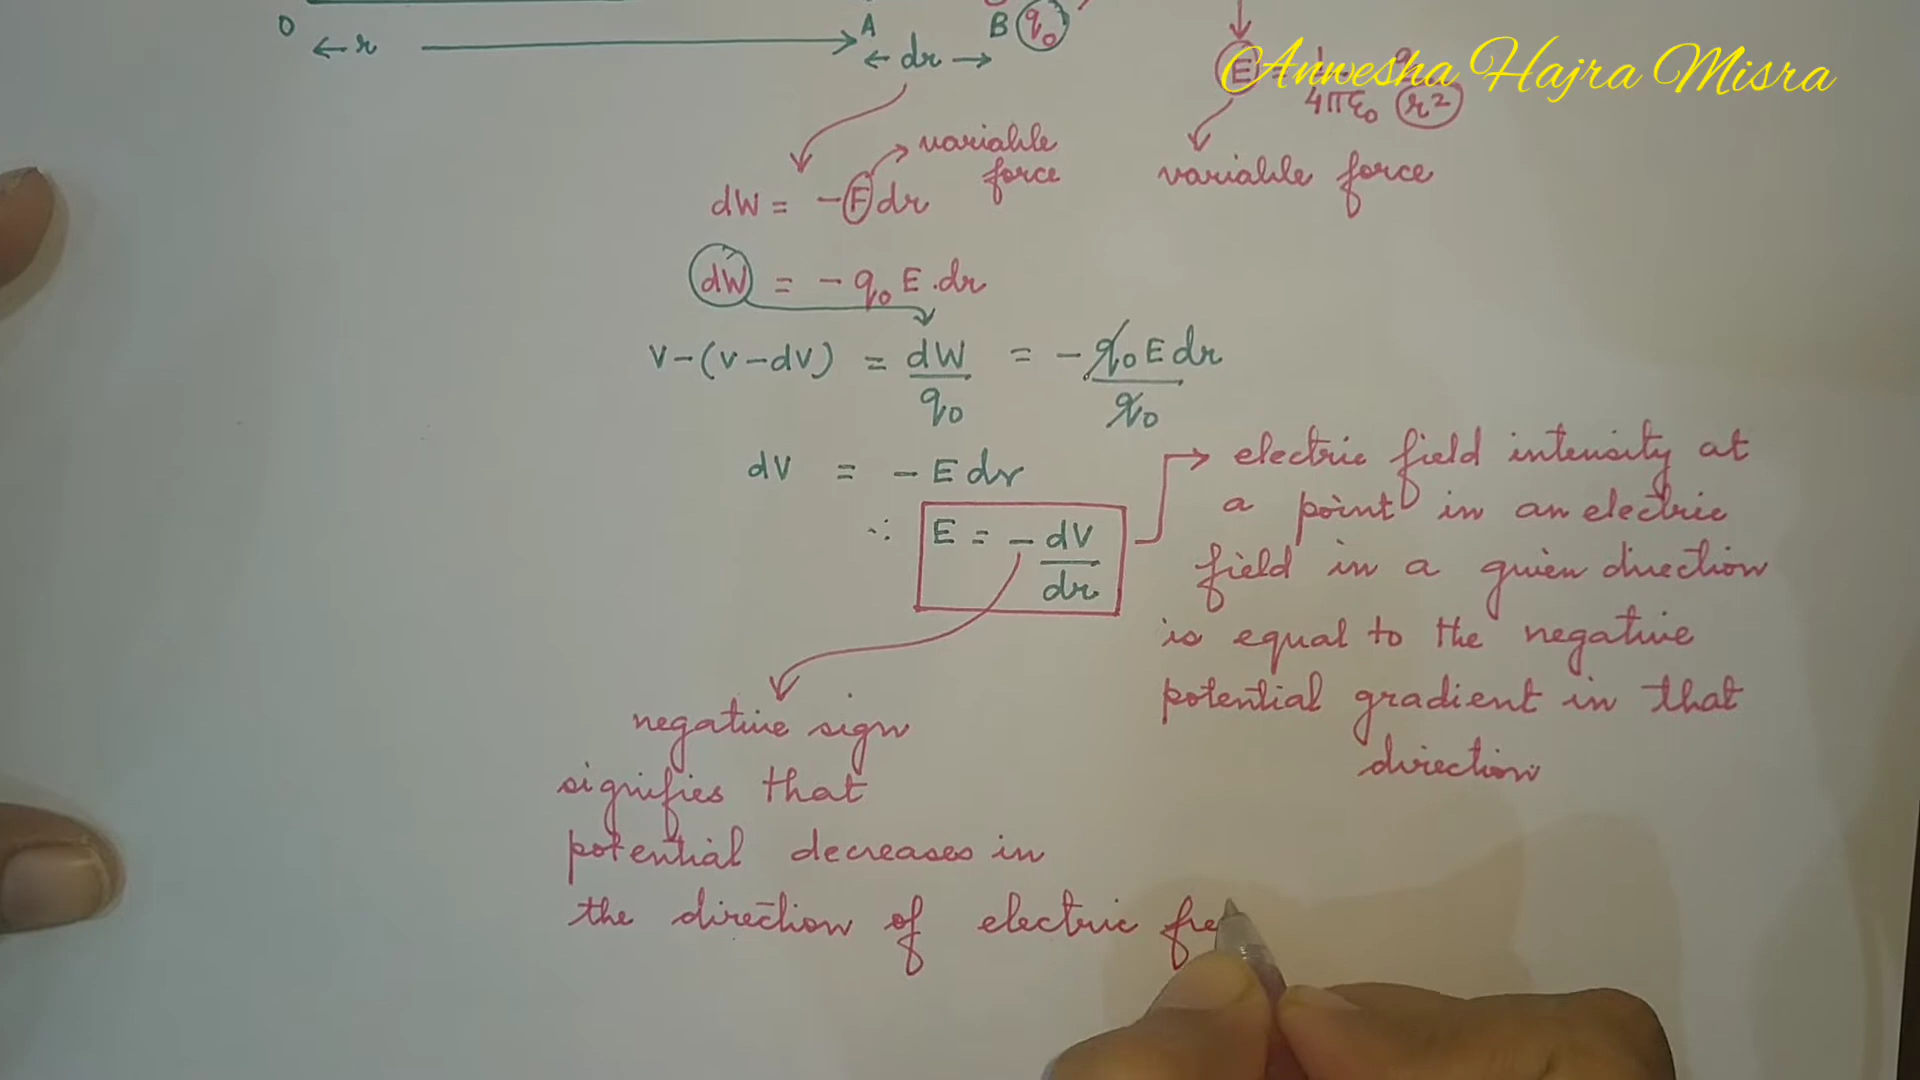 O ← r → A ← dr → B q₀
Anwesha Hajra Misra
E =
4πε₀ r²
variable
force
variable force
dW = -Fdr
dW = - q₀ E.dr
V-(V-dV) = dW/q₀ = - q₀ E dr/q₀
dV = - E dr
∴ E = - dV/dr
electric field intensity at
a point in an electric
field in a given direction
is equal to the negative
potential gradient in that
direction
negative sign
signifies that
potential decreases in
the direction of electric fie